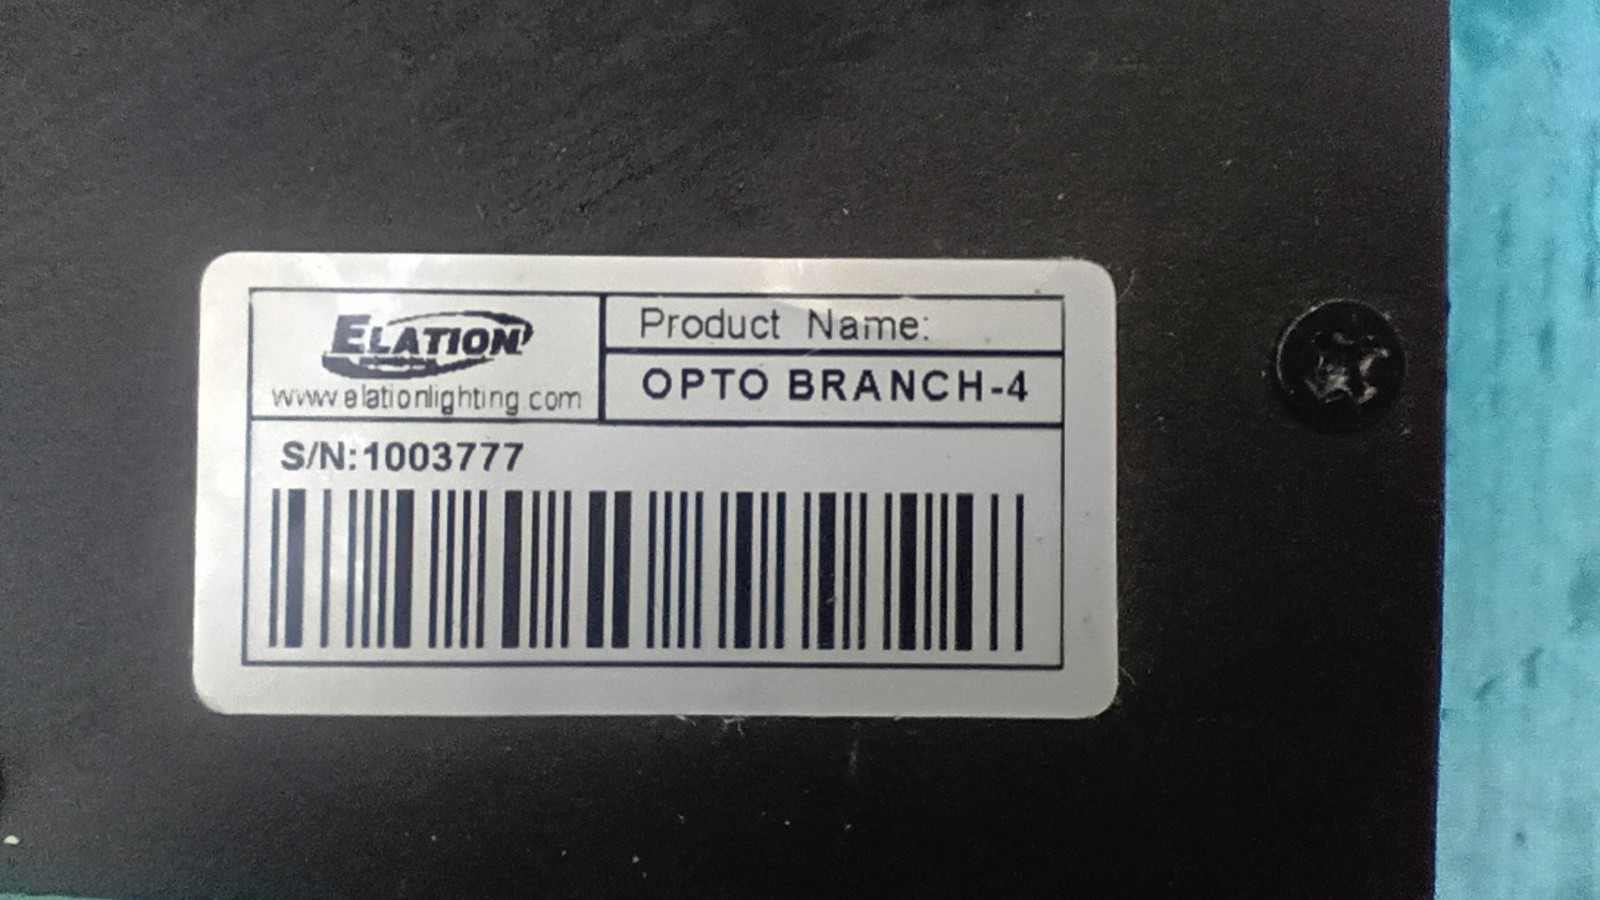 ELATION
www.elationlighting.com
Product Name:
OPTO BRANCH-4
S/N:1003777